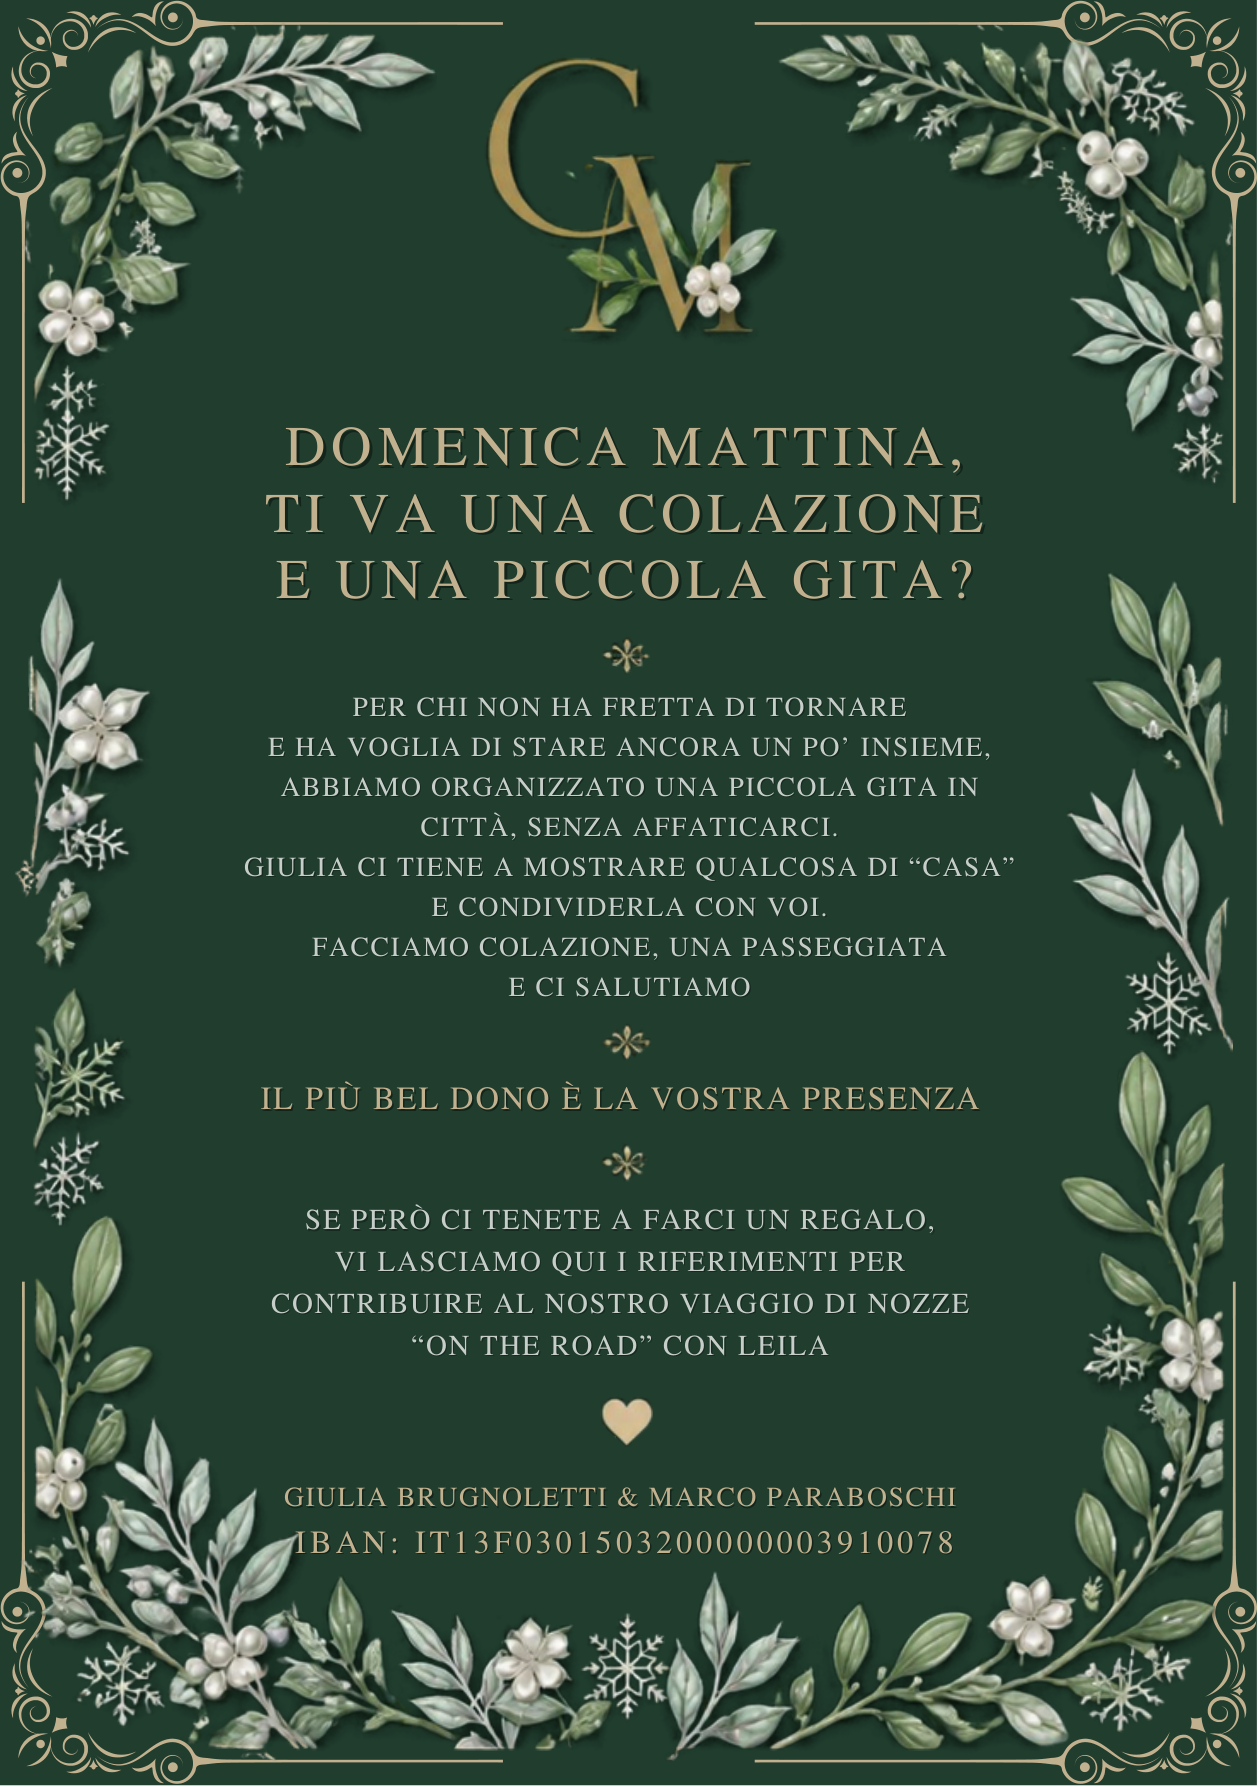 GM
DOMENICA MATTINA,
TI VA UNA COLAZIONE
E UNA PICCOLA GITA?
PER CHI NON HA FRETTA DI TORNARE
E HA VOGLIA DI STARE ANCORA UN PO’ INSIEME,
ABBIAMO ORGANIZZATO UNA PICCOLA GITA IN
CITTÀ, SENZA AFFATICARCI.
GIULIA CI TIENE A MOSTRARE QUALCOSA DI “CASA”
E CONDIVIDERLA CON VOI.
FACCIAMO COLAZIONE, UNA PASSEGGIATA
E CI SALUTIAMO
IL PIÙ BEL DONO È LA VOSTRA PRESENZA
SE PERÒ CI TENETE A FARCI UN REGALO,
VI LASCIAMO QUI I RIFERIMENTI PER
CONTRIBUIRE AL NOSTRO VIAGGIO DI NOZZE
“ON THE ROAD” CON LEILA
GIULIA BRUGNOLETTI & MARCO PARABOSCHI
IBAN: IT13F0301503200000003910078